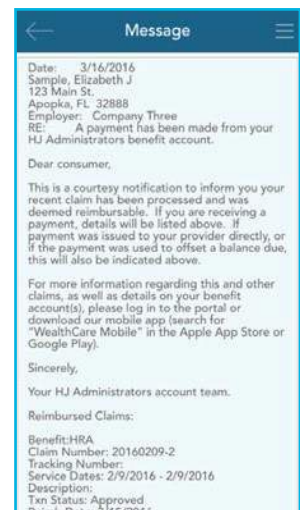 Message
Date: 3/16/2016
Sample, Elizabeth J
123 Main St.
Apopka, FL 32888
Employer: Company Three
RE: A payment has been made from your
HJ Administrators benefit account.
Dear consumer,
This is a courtesy notification to inform you your
recent claim has been processed and was
deemed reimbursable. If you are receiving a
payment, details will be listed above. If
payment was issued to your provider directly, or
if the payment was used to offset a balance due,
this will also be indicated above.
For more information regarding this and other
claims, as well as details on your benefit
account(s), please log in to the portal or
download our mobile app (search for
"WealthCare Mobile" in the Apple App Store or
Google Play).
Sincerely,
Your HJ Administrators account team.
Reimbursed Claims:
Benefit:HRA
Claim Number: 20160209-2
Tracking Number:
Service Dates: 2/9/2016 - 2/9/2016
Description:
Txn Status: Approved